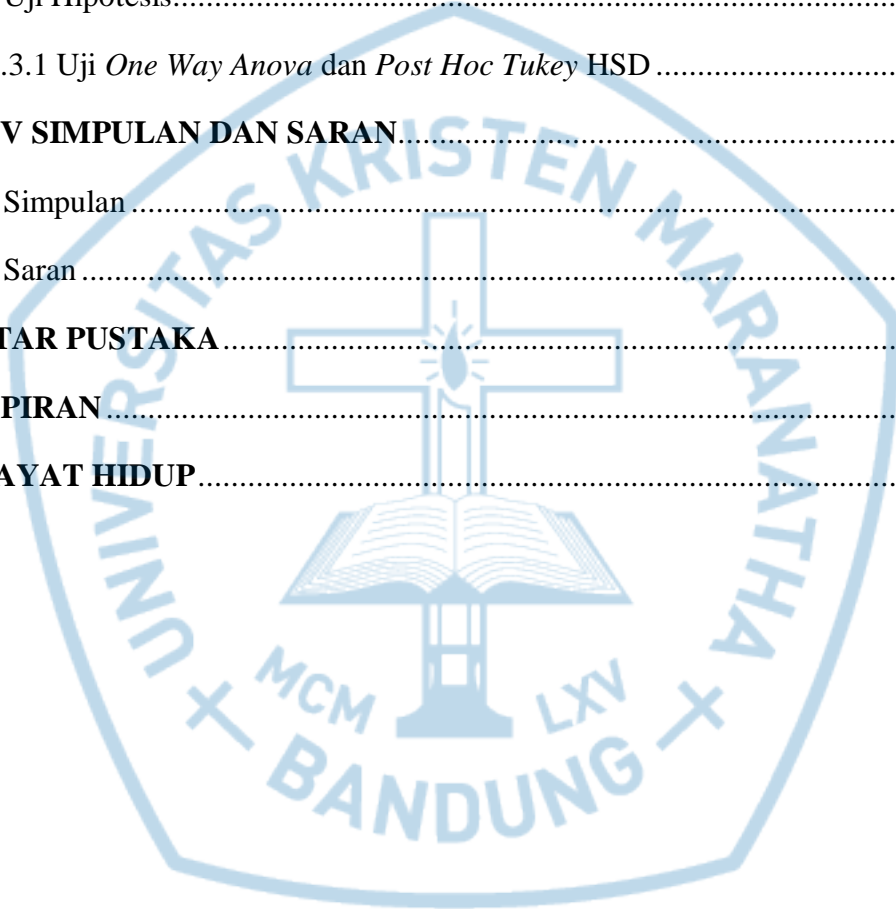 Uji Hipotesis................................................................................
.3.1 Uji One Way Anova dan Post Hoc Tukey HSD................................
V SIMPULAN DAN SARAN................................................................
Simpulan................................................................................
Saran................................................................................
TAR PUSTAKA................................................................................
PIRAN................................................................................
AYAT HIDUP................................................................................
UNIVERSITAS KRISTEN MARANATHA
MCM LXV
BANDUNG